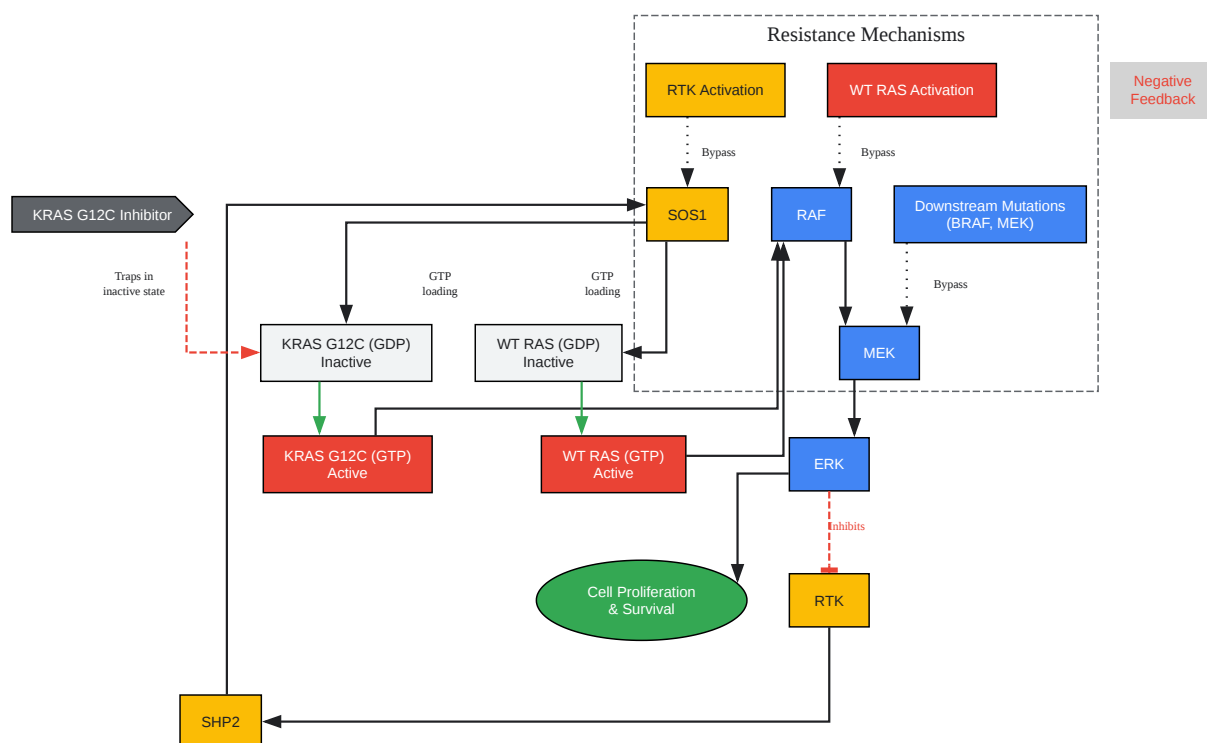 Resistance Mechanisms
RTK Activation
WT RAS Activation
Negative
Feedback
Bypass
Bypass
KRAS G12C Inhibitor
SOS1
RAF
Downstream Mutations
(BRAF, MEK)
Traps in
inactive state
GTP
loading
GTP
loading
Bypass
KRAS G12C (GDP)
Inactive
WT RAS (GDP)
Inactive
MEK
KRAS G12C (GTP)
Active
WT RAS (GTP)
Active
ERK
Inhibits
Cell Proliferation
& Survival
RTK
SHP2